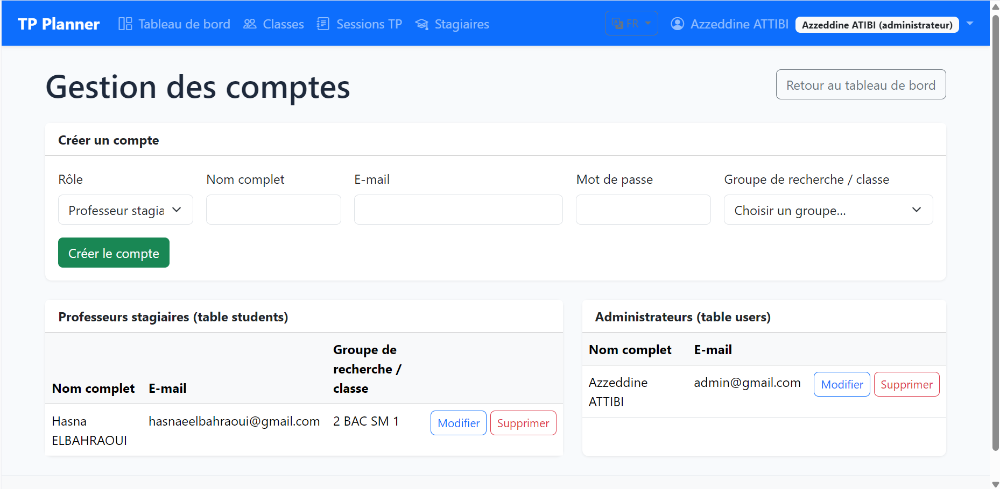 TP Planner Tableau de bord Classes Sessions TP Stagiaires FR Azzeddine ATTIBI Azzeddine ATIBI (administrateur)
Gestion des comptes
Retour au tableau de bord
Créer un compte
Rôle Nom complet E-mail Mot de passe Groupe de recherche / classe
Professeur stagia Choisir un groupe...
Créer le compte
Professeurs stagiaires (table students)
Nom complet E-mail Groupe de recherche / classe
Hasna ELBAHRAOUI hasnaeelbahraoui@gmail.com 2 BAC SM 1 Modifier Supprimer
Administrateurs (table users)
Nom complet E-mail
Azzeddine ATTIBI admin@gmail.com Modifier Supprimer